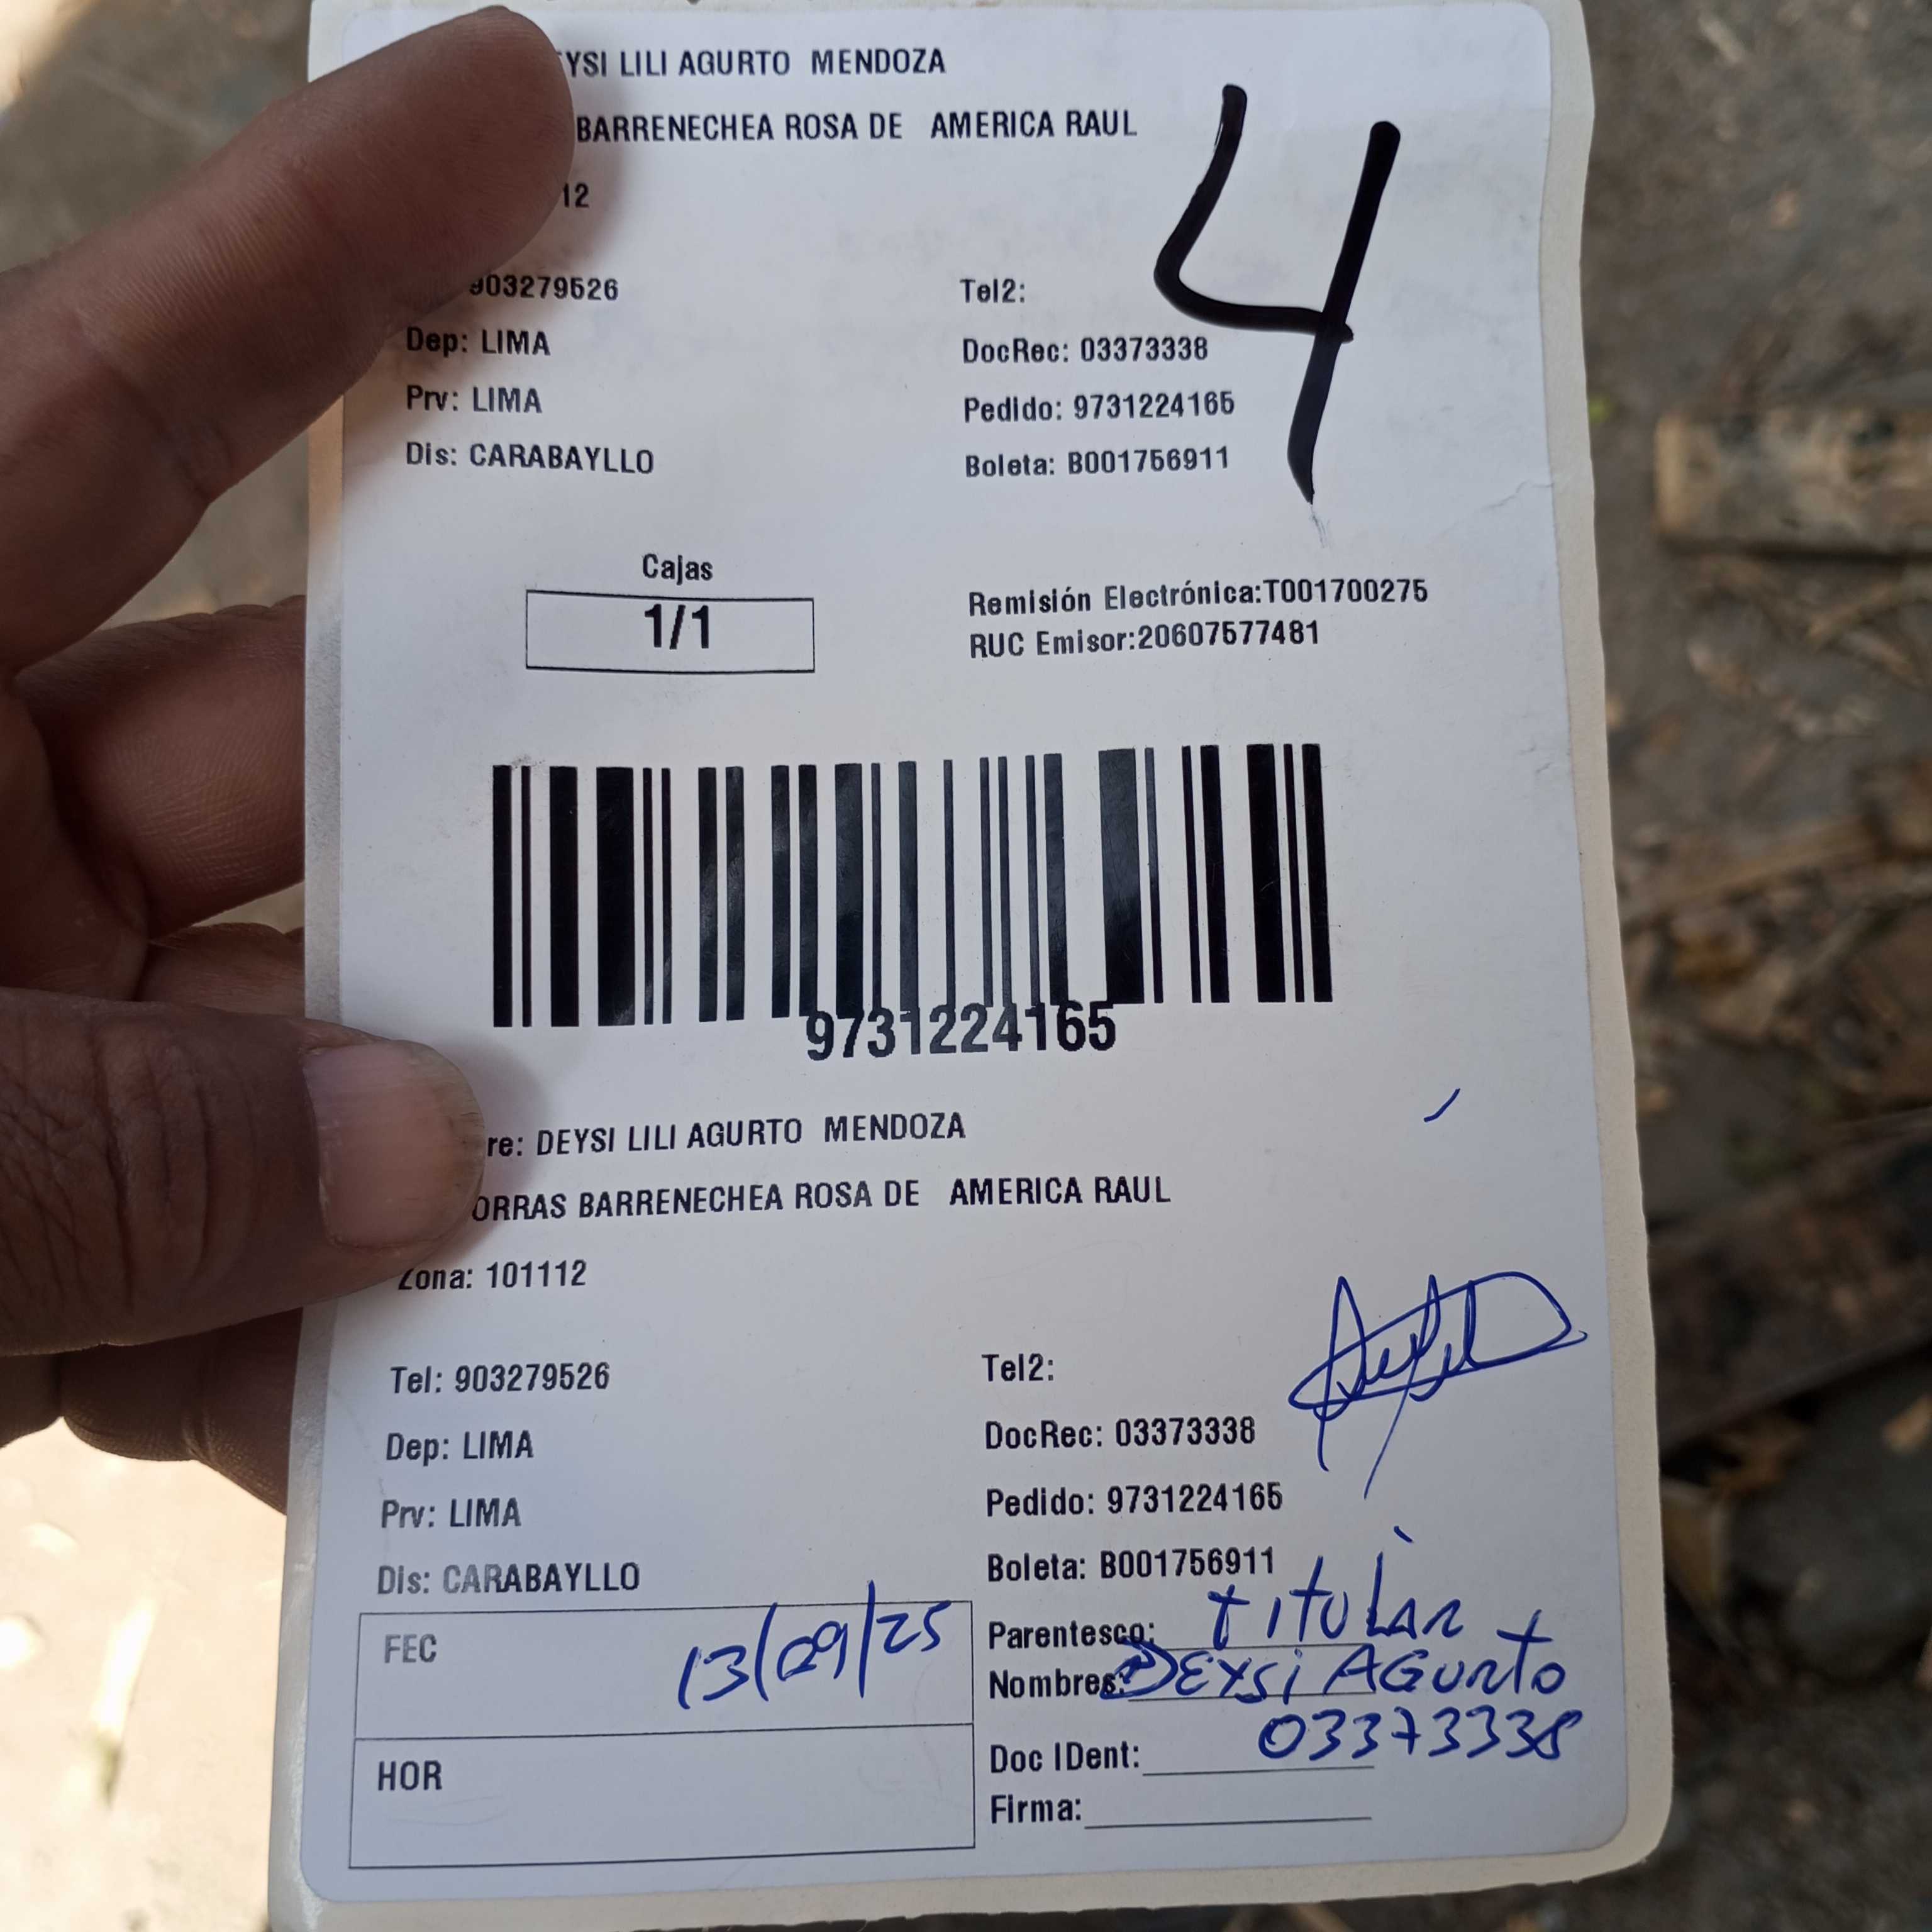 YSI LILI AGURTO MENDOZA
BARRENECHEA ROSA DE AMERICA RAUL
12
903279526
Tel2:
Dep: LIMA
DocRec: 03373338
Prv: LIMA
Pedido: 9731224165
Dis: CARABAYLLO
Boleta: B001756911
4
Cajas
1/1
Remisión Electrónica:T001700275
RUC Emisor:20607577481
9731224165
re: DEYSI LILI AGURTO MENDOZA
ORRAS BARRENECHEA ROSA DE AMERICA RAUL
Zona: 101112
Tel: 903279526
Tel2:
Dep: LIMA
DocRec: 03373338
Prv: LIMA
Pedido: 9731224165
Dis: CARABAYLLO
Boleta: B001756911
FEC 13/09/25
Parentesco: titular
Nombres: DEYSi AGURto
HOR
Doc IDent: 03373338
Firma: